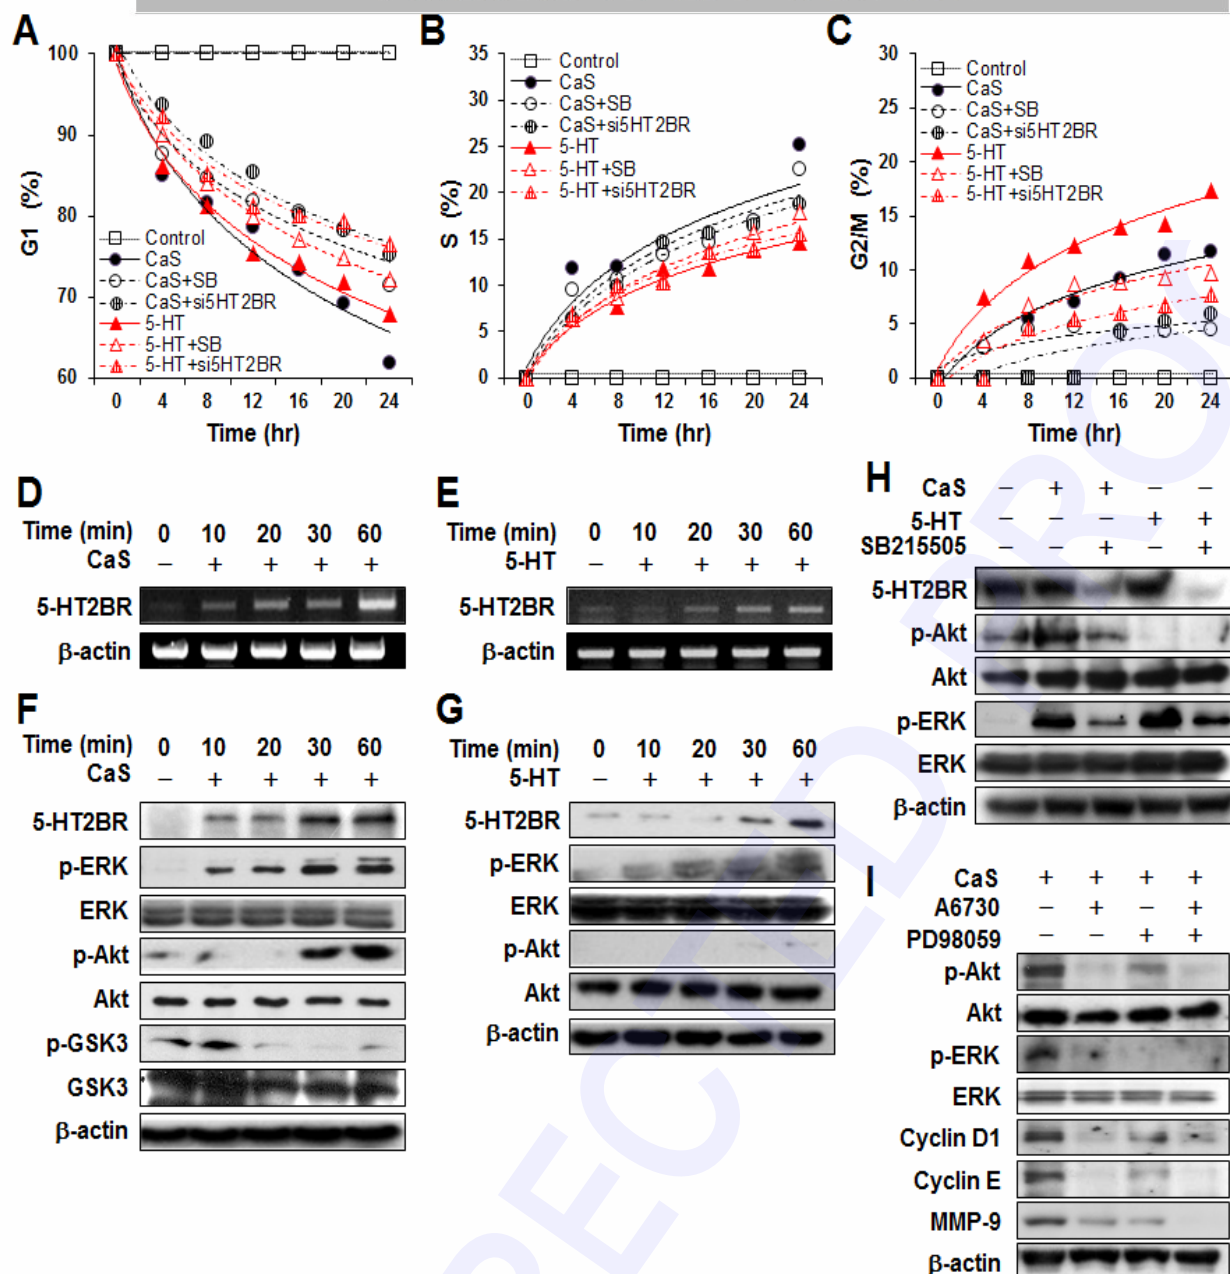 A
G1 (%)
100
90
80
70
60
Control
CaS
CaS+SB
CaS+si5HT2BR
5-HT
5-HT+SB
5-HT+si5HT2BR
0 4 8 12 16 20 24
Time (hr)
B
S (%)
35
30
25
20
15
10
5
0
Control
CaS
CaS+SB
CaS+si5HT2BR
5-HT
5-HT+SB
5-HT+si5HT2BR
0 4 8 12 16 20 24
Time (hr)
C
G2/M (%)
30
25
20
15
10
5
0
Control
CaS
CaS+SB
CaS+si5HT2BR
5-HT
5-HT+SB
5-HT+si5HT2BR
0 4 8 12 16 20 24
Time (hr)
D
Time (min) 0 10 20 30 60
CaS – + + + +
5-HT2BR
β-actin
E
Time (min) 0 10 20 30 60
5-HT – + + + +
5-HT2BR
β-actin
F
Time (min) 0 10 20 30 60
CaS – + + + +
5-HT2BR
p-ERK
ERK
p-Akt
Akt
p-GSK3
GSK3
β-actin
G
Time (min) 0 10 20 30 60
5-HT – + + + +
5-HT2BR
p-ERK
ERK
p-Akt
Akt
β-actin
H
CaS – + + – –
5-HT – – – + +
SB215505 – – + – +
5-HT2BR
p-Akt
Akt
p-ERK
ERK
β-actin
I
CaS + + + +
A6730 – + – +
PD98059 – – + +
p-Akt
Akt
p-ERK
ERK
Cyclin D1
Cyclin E
MMP-9
β-actin
PECTED PROO